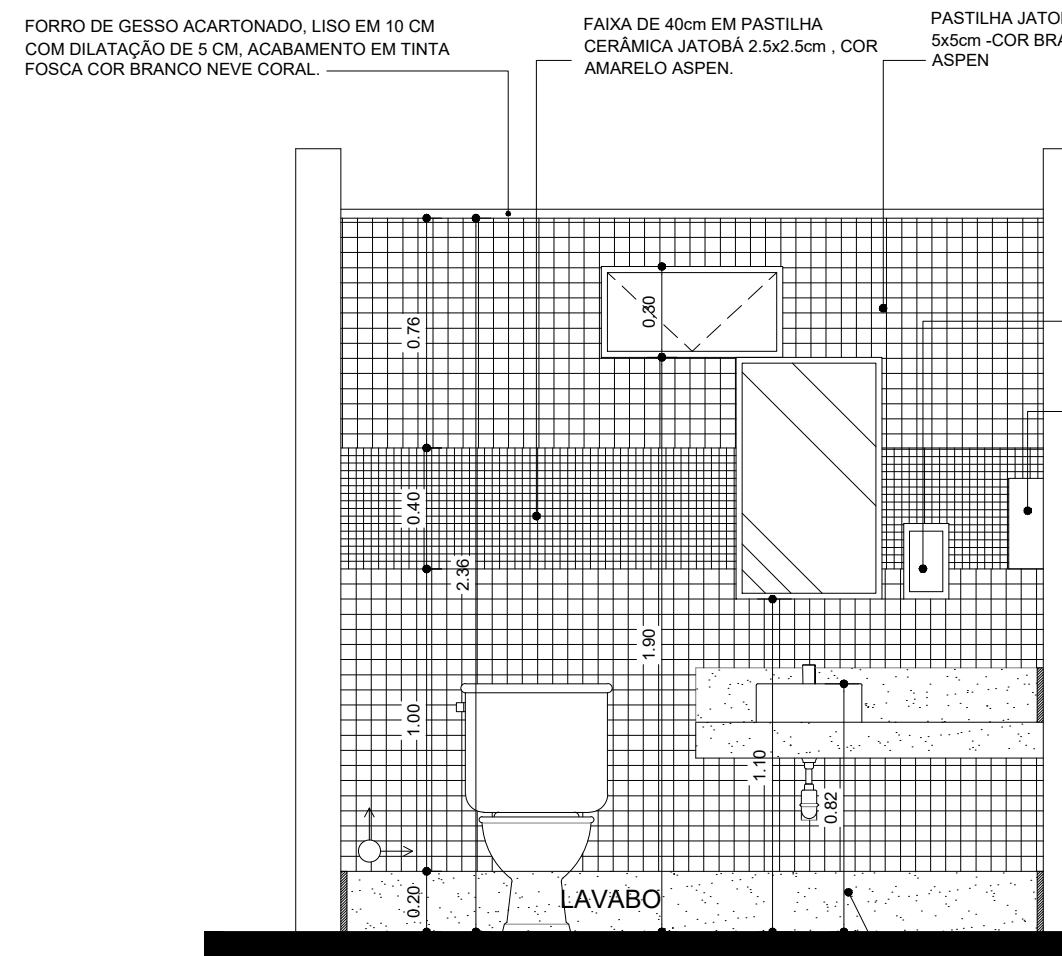 FORRO DE GESSO ACARTONADO, LISO EM 10 CM
COM DILATAÇÃO DE 5 CM, ACABAMENTO EM TINTA
FOSCA COR BRANCO NEVE CORAL.
FAIXA DE 40cm EM PASTILHA
CERÂMICA JATOBÁ 2.5x2.5cm , COR
AMARELO ASPEN.
PASTILHA
5x5cm -COR
ASPEN
0.30
0.76
0.40
2.36
1.90
1.00
1.10
0.82
0.20
LAVABO